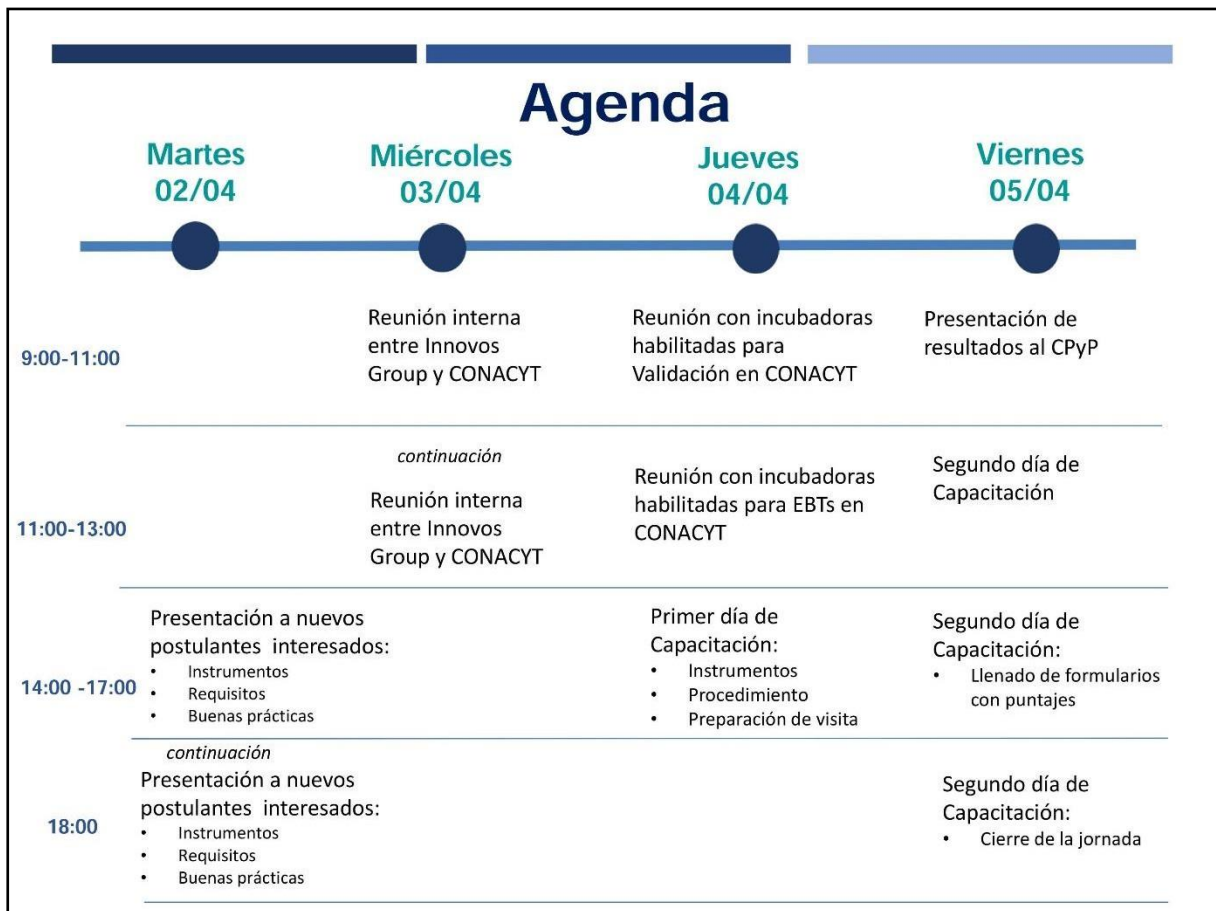 Agenda
Martes
02/04
Miércoles
03/04
Jueves
04/04
Viernes
05/04
9:00-11:00
Reunión interna
entre Innovos
Group y CONACYT
Reunión con incubadoras
habilitadas para
Validación en CONACYT
Presentación de
resultados al CPyP
11:00-13:00
continuación
Reunión interna
entre Innovos
Group y CONACYT
Reunión con incubadoras
habilitadas para EBTs en
CONACYT
Segundo día de
Capacitación
14:00 -17:00
Presentación a nuevos
postulantes interesados:
• Instrumentos
• Requisitos
• Buenas prácticas
Primer día de
Capacitación:
• Instrumentos
• Procedimiento
• Preparación de visita
Segundo día de
Capacitación:
• Llenado de formularios
con puntajes
18:00
continuación
Presentación a nuevos
postulantes interesados:
• Instrumentos
• Requisitos
• Buenas prácticas
Segundo día de
Capacitación:
• Cierre de la jornada